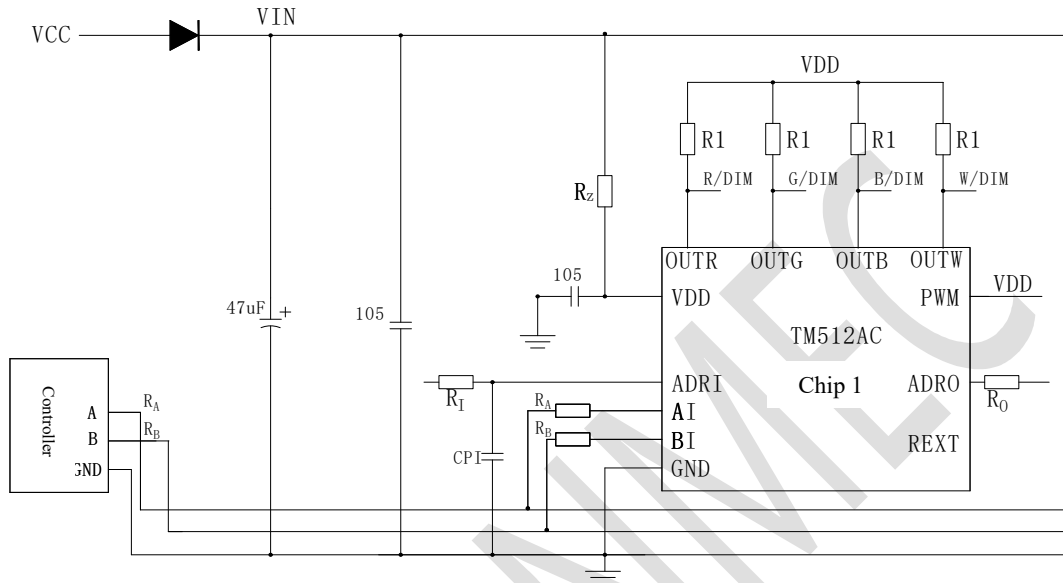 VCC
VIN
VDD
R1 R1 R1 R1
R/DIM G/DIM B/DIM W/DIM
RZ
OUTR OUTG OUTB OUTW
105
VDD
PWM
VDD
47uF +
105
TM512AC
Chip 1
Controller
A
B
GND
RA
RB
RI
ADRI
ADRO
RO
RA
AI
RB
BI
REXT
CPI
GND